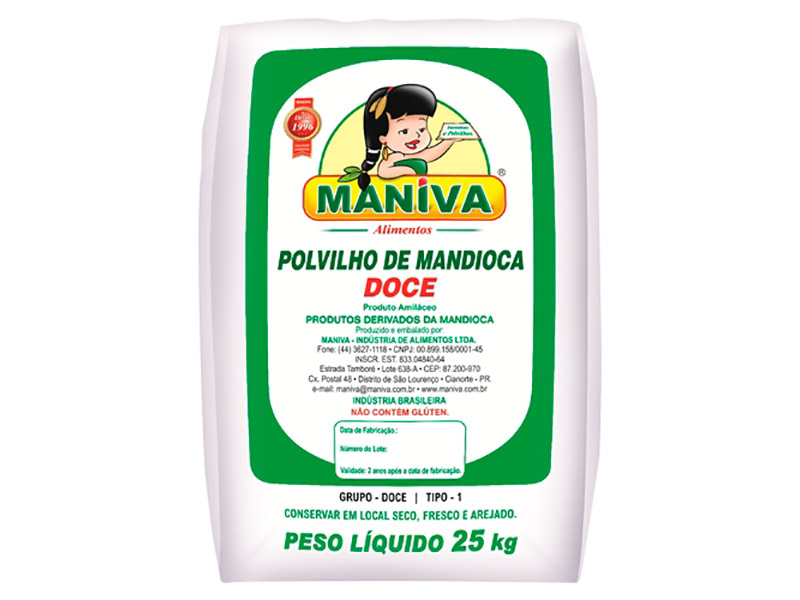 Desde
1996
e Polvilhos
MANIVA
®
Alimentos
POLVILHO DE MANDIOCA
DOCE
Produto Amiláceo
PRODUTOS DERIVADOS DA MANDIOCA
Produzido e embalado por:
MANIVA - INDÚSTRIA DE ALIMENTOS LTDA.
Fone: (44) 3627-1118 • CNPJ: 00.899.158/0001-45
INSCR. EST. 833.04840-64
Estrada Tamboré • Lote 638-A • CEP: 87.200-970
Cx. Postal 48 • Distrito de São Lourenço • Cianorte - PR.
e-mail: maniva@maniva.com.br • www.maniva.com.br
INDÚSTRIA BRASILEIRA
NÃO CONTÉM GLÚTEN.
Data de Fabricação.:
Número do Lote:
Validade: 2 anos após a data de fabricação.
GRUPO - DOCE | TIPO - 1
CONSERVAR EM LOCAL SECO, FRESCO E AREJADO.
PESO LÍQUIDO 25 kg